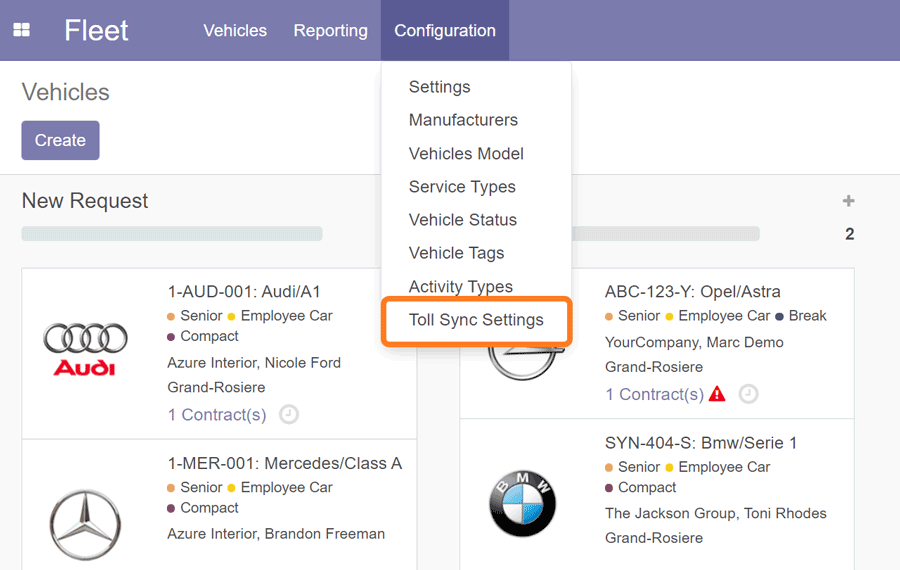 Fleet
Vehicles
Reporting
Configuration
Vehicles
Create
Settings
Manufacturers
Vehicles Model
Service Types
Vehicle Status
Vehicle Tags
Activity Types
Toll Sync Settings
New Request
2
Audi
1-AUD-001: Audi/A1
Senior Employee Car
Compact
Azure Interior, Nicole Ford
Grand-Rosiere
1 Contract(s)
1-MER-001: Mercedes/Class A
Senior Employee Car
Compact
Azure Interior, Brandon Freeman
ABC-123-Y: Opel/Astra
Senior Employee Car Break
YourCompany, Marc Demo
Grand-Rosiere
1 Contract(s)
BMW
SYN-404-S: Bmw/Serie 1
Senior Employee Car
Compact
The Jackson Group, Toni Rhodes
Grand-Rosiere